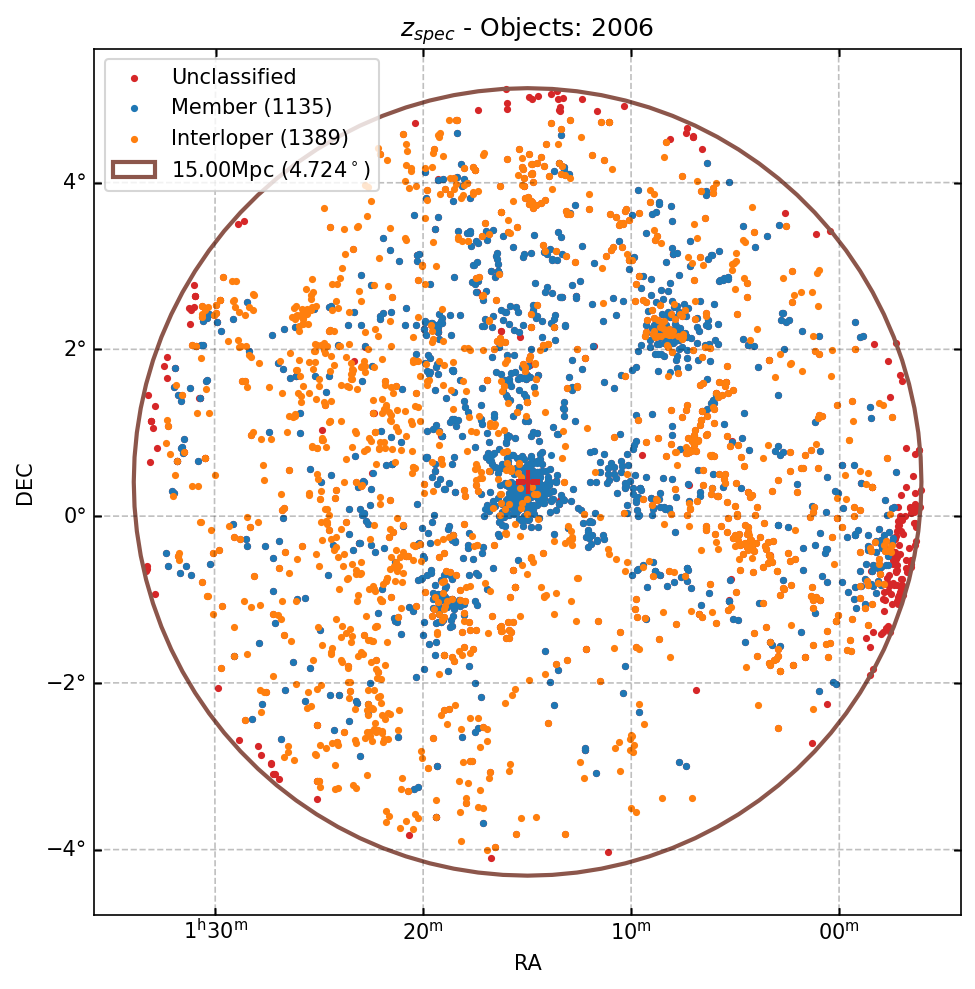 z_spec - Objects: 2006
Unclassified
Member (1135)
Interloper (1389)
15.00Mpc (4.724°)
4°
2°
0°
−2°
−4°
DEC
1ʰ30ᵐ
20ᵐ
10ᵐ
00ᵐ
RA